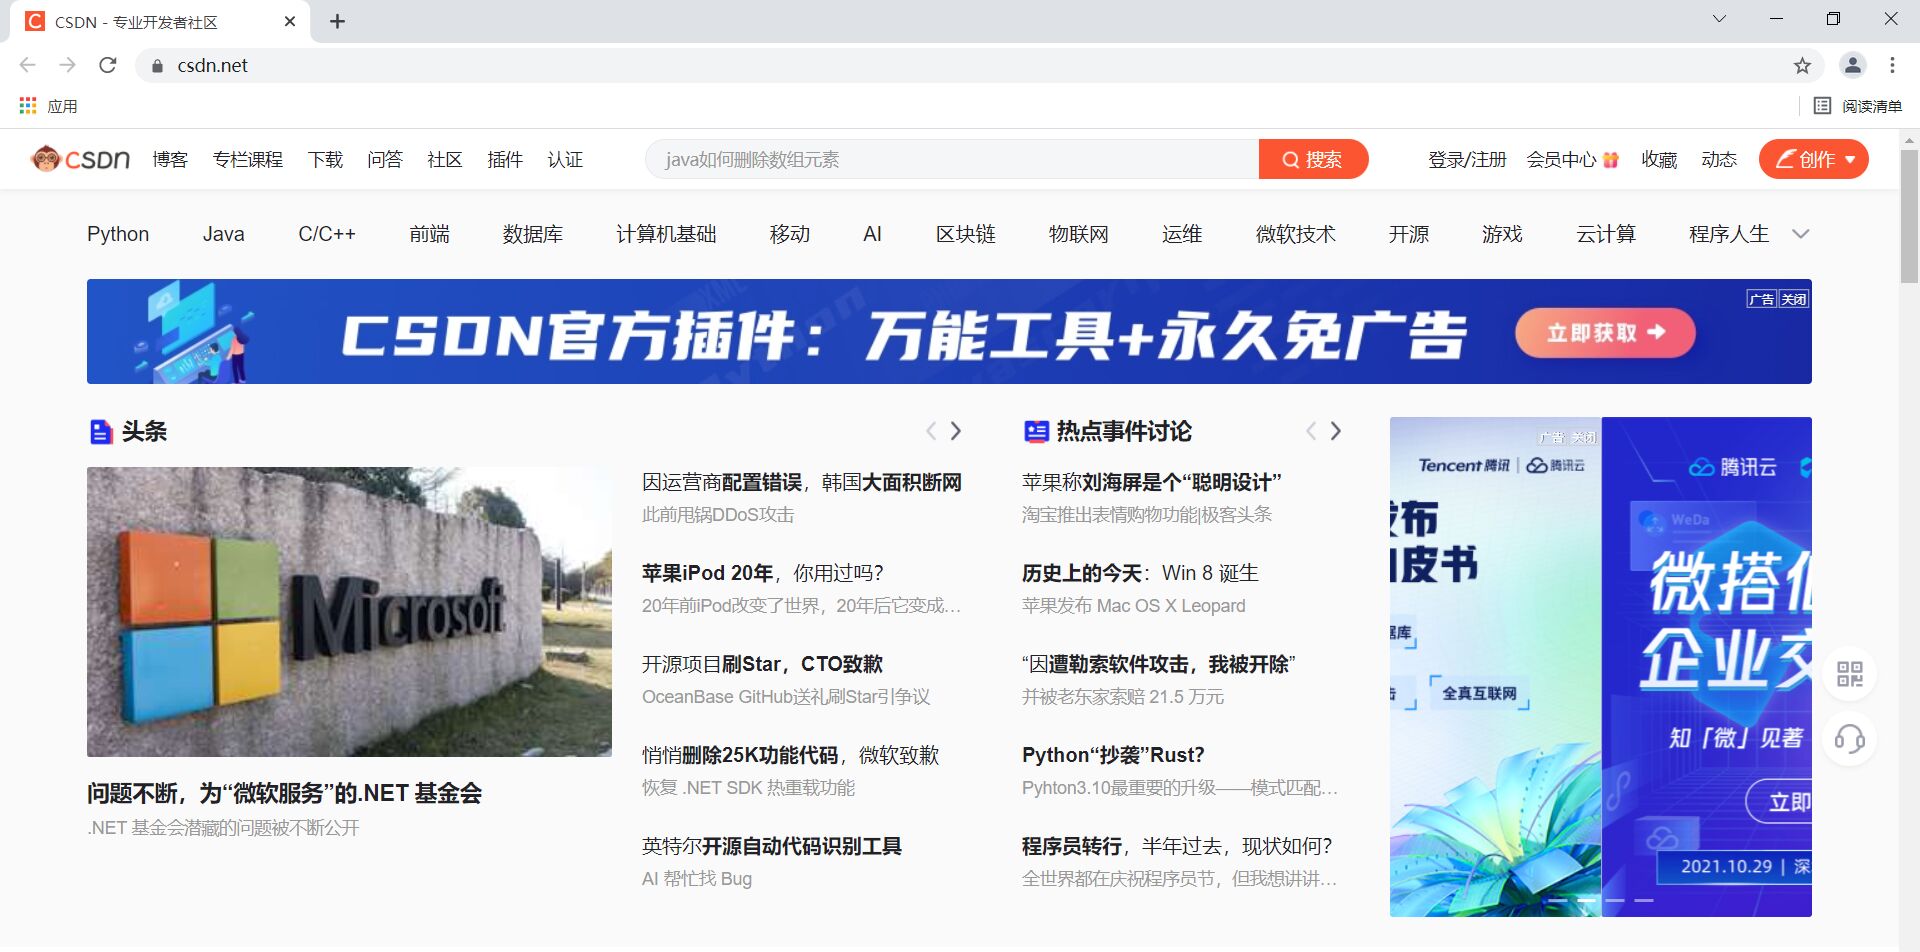 CSDN - 专业开发者社区
csdn.net
应用
阅读清单
CSDN 博客 专栏课程 下载 问答 社区 插件 认证 java如何删除数组元素 搜索 登录/注册 会员中心 收藏 动态 创作
Python Java C/C++ 前端 数据库 计算机基础 移动 AI 区块链 物联网 运维 微软技术 开源 游戏 云计算 程序人生
CSDN官方插件：万能工具+永久免广告
立即获取
广告 关闭
头条
Microsoft
问题不断，为“微软服务”的.NET 基金会
.NET 基金会潜藏的问题被不断公开
因运营商配置错误，韩国大面积断网
此前甩锅DDoS攻击
苹果iPod 20年，你用过吗？
20年前iPod改变了世界，20年后它变成…
开源项目刷Star，CTO致歉
OceanBase GitHub送礼刷Star引争议
悄悄删除25K功能代码，微软致歉
恢复 .NET SDK 热重载功能
英特尔开源自动代码识别工具
AI 帮忙找 Bug
热点事件讨论
苹果称刘海屏是个“聪明设计”
淘宝推出表情购物功能|极客头条
历史上的今天：Win 8 诞生
苹果发布 Mac OS X Leopard
“因遭勒索软件攻击，我被开除”
并被老东家索赔 21.5 万元
Python“抄袭”Rust？
Pyhton3.10最重要的升级——模式匹配…
程序员转行，半年过去，现状如何？
全世界都在庆祝程序员节，但我想讲讲…
广告 关闭
Tencent 腾讯 | 腾讯云
布
皮书
据库
全真互联网
腾讯云
WeDa
微搭低
企业交
知「微」见著
立即
2021.10.29 | 深